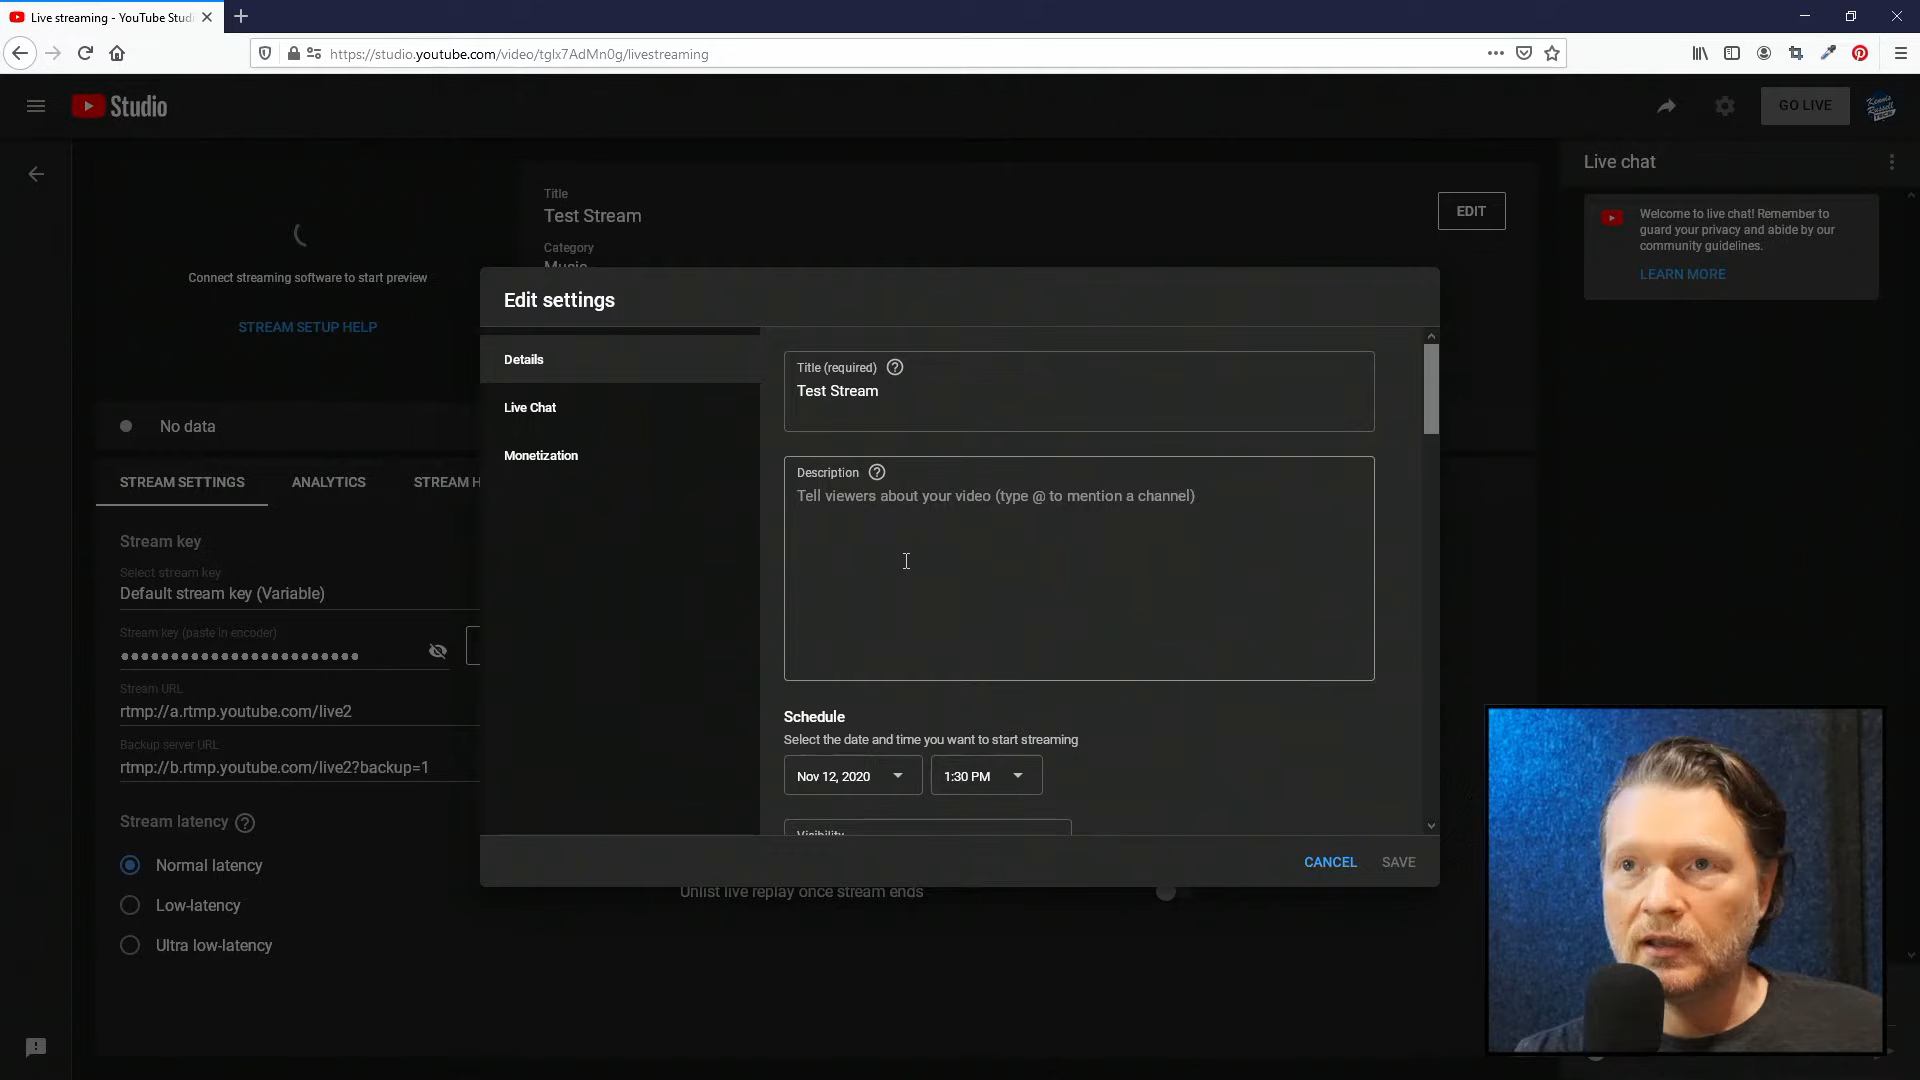 Live streaming - YouTube Studi
https://studio.youtube.com/video/tglx7AdMn0g/livestreaming
Studio
GO LIVE
Kennis
Russell
TECH
Title
Test Stream
Category
Music
EDIT
Live chat
Welcome to live chat! Remember to
guard your privacy and abide by our
community guidelines.
LEARN MORE
Connect streaming software to start preview
STREAM SETUP HELP
No data
STREAM SETTINGS
ANALYTICS
STREAM H
Stream key
Select stream key
Default stream key (Variable)
Stream key (paste in encoder)
Stream URL
rtmp://a.rtmp.youtube.com/live2
Backup server URL
rtmp://b.rtmp.youtube.com/live2?backup=1
Stream latency
Normal latency
Low-latency
Ultra low-latency
Edit settings
Details
Live Chat
Monetization
Title (required)
Test Stream
Description
Tell viewers about your video (type @ to mention a channel)
Schedule
Select the date and time you want to start streaming
Nov 12, 2020
1:30 PM
Visibility
CANCEL
SAVE
Unlist live replay once stream ends